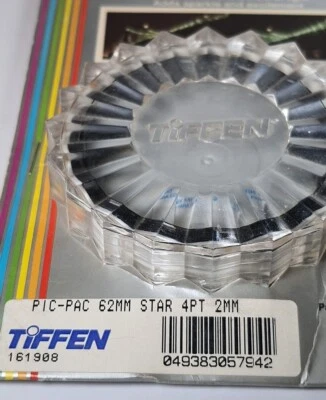 TIFFEN
PIC-PAC 62MM STAR 4PT 2MM
TIFFEN
161908
049383057942